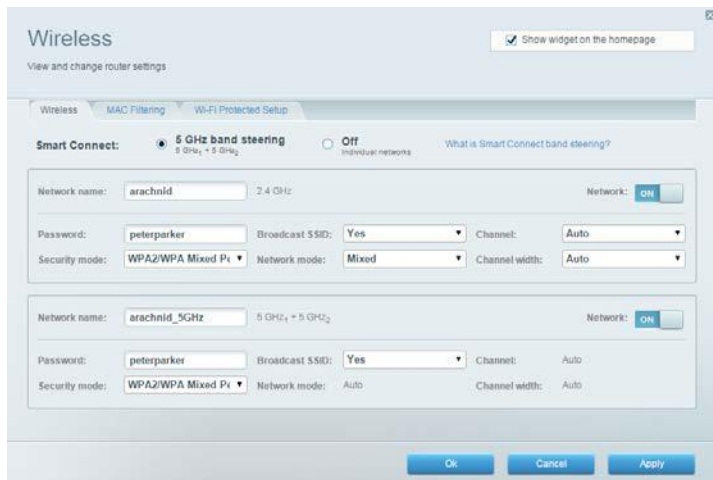 Wireless
Show widget on the homepage
View and change router settings
Wireless MAC Filtering Wi-Fi Protected Setup
Smart Connect: 5 GHz band steering Off What is Smart Connect band steering?
5 GHz₁ + 5 GHz₂ Individual networks
Network name: arachnid 2.4 GHz Network: ON
Password: peterparker Broadcast SSID: Yes Channel: Auto
Security mode: WPA2/WPA Mixed Pe Network mode: Mixed Channel width: Auto
Network name: arachnid_5GHz 5 GHz₁ + 5 GHz₂ Network: ON
Password: peterparker Broadcast SSID: Yes Channel: Auto
Security mode: WPA2/WPA Mixed Pe Network mode: Auto Channel width: Auto
Ok Cancel Apply